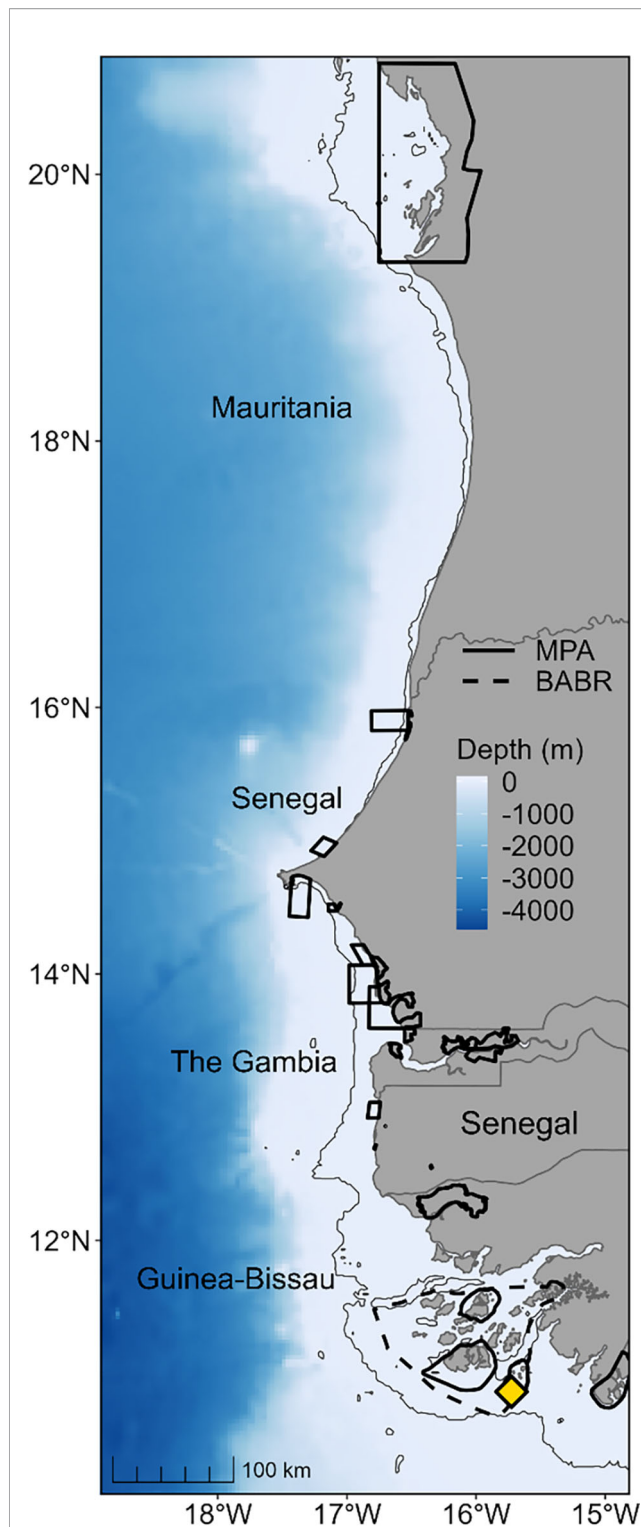 20°N
Mauritania
18°N
MPA
BABR
16°N
Depth (m)
0
-1000
-2000
-3000
-4000
Senegal
14°N
The Gambia
Senegal
12°N
Guinea-Bissau
100 km
18°W 17°W 16°W 15°W